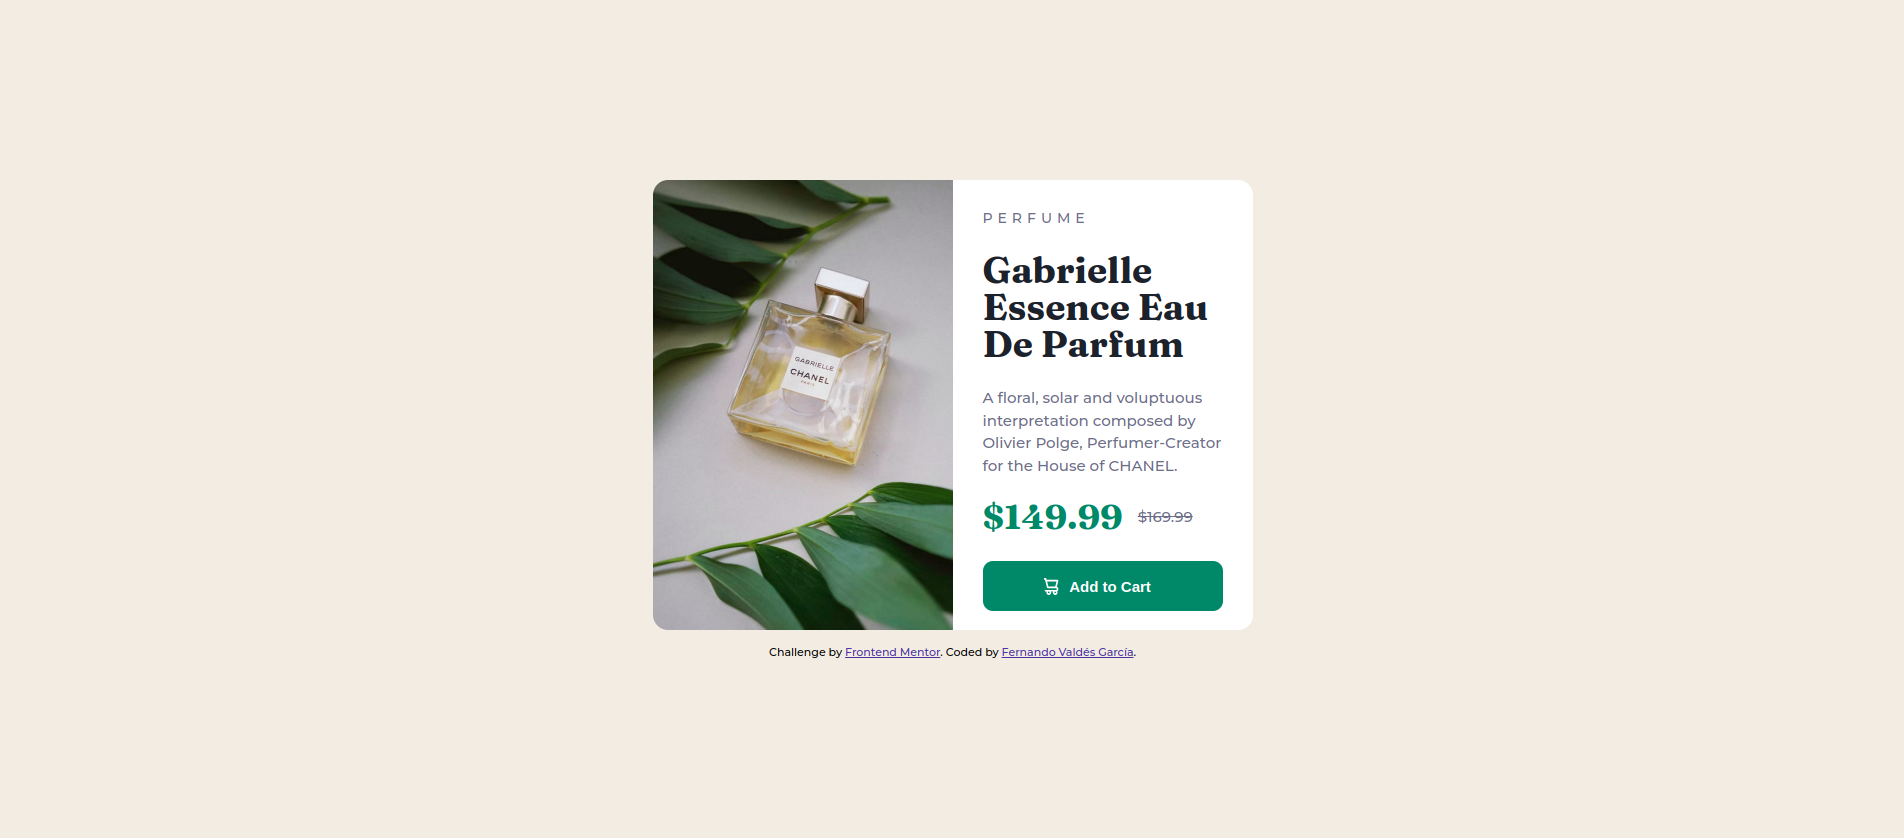 GABRIELLE
CHANEL
PARIS
PERFUME
Gabrielle
Essence Eau
De Parfum
A floral, solar and voluptuous
interpretation composed by
Olivier Polge, Perfumer-Creator
for the House of CHANEL.
$149.99 $169.99
Add to Cart
Challenge by Frontend Mentor. Coded by Fernando Valdés García.